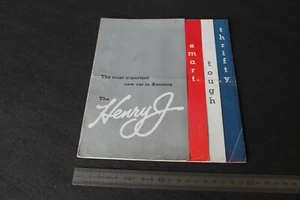 The most important
new car in America
The
Henry J
smart..
tough
thrifty.